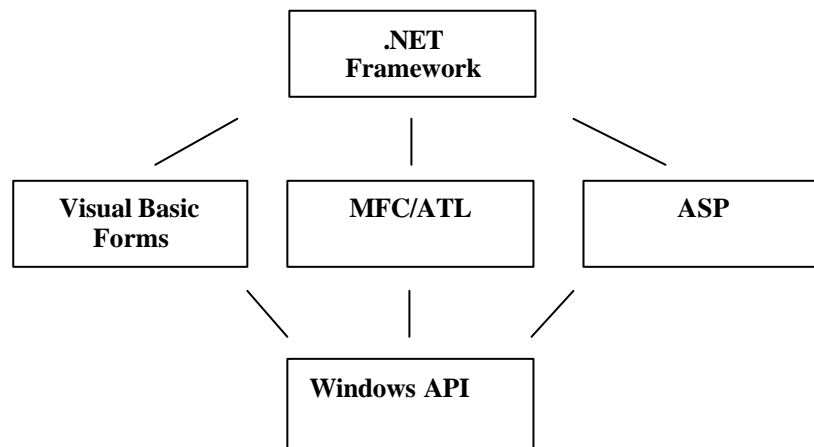 .NET
Framework
Visual Basic
Forms
MFC/ATL
ASP
Windows API